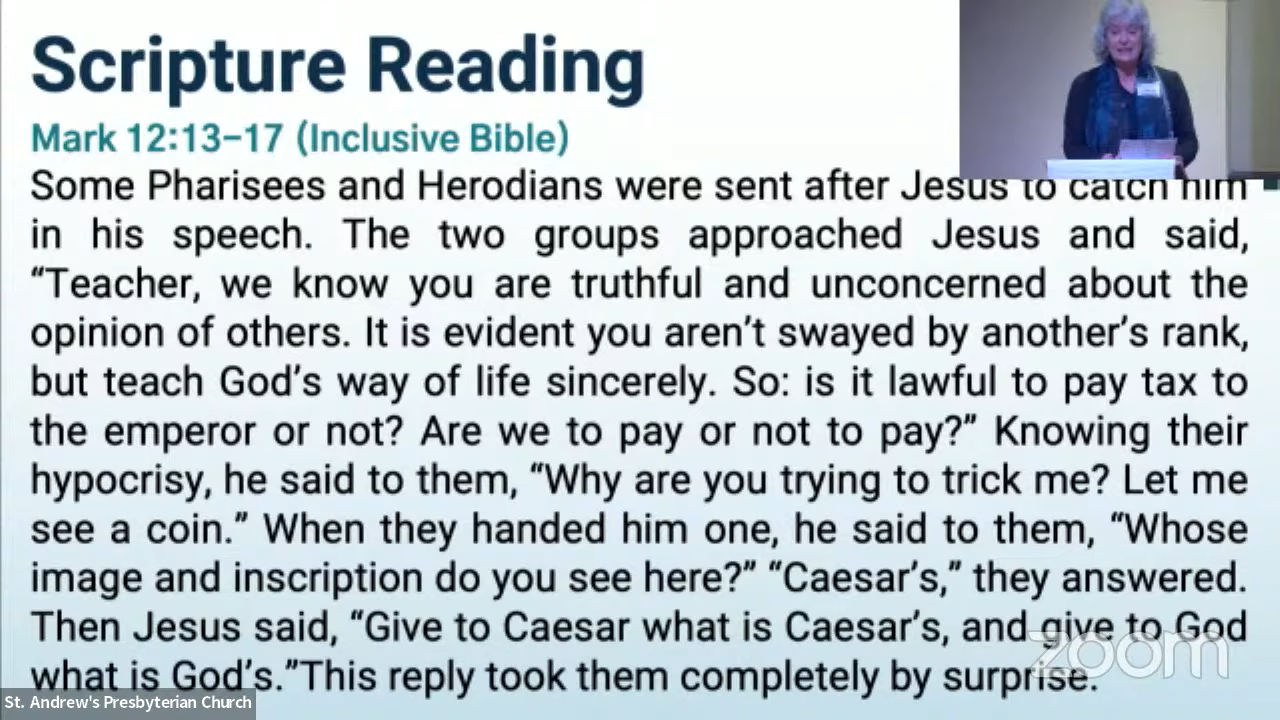 Scripture Reading
Mark 12:13–17 (Inclusive Bible)
Some Pharisees and Herodians were sent after Jesus to catch him
in his speech. The two groups approached Jesus and said,
“Teacher, we know you are truthful and unconcerned about the
opinion of others. It is evident you aren’t swayed by another’s rank,
but teach God’s way of life sincerely. So: is it lawful to pay tax to
the emperor or not? Are we to pay or not to pay?” Knowing their
hypocrisy, he said to them, “Why are you trying to trick me? Let me
see a coin.” When they handed him one, he said to them, “Whose
image and inscription do you see here?” “Caesar’s,” they answered.
Then Jesus said, “Give to Caesar what is Caesar’s, and give to God
what is God’s.”This reply took them completely by surprise.
zoom
St. Andrew's Presbyterian Church